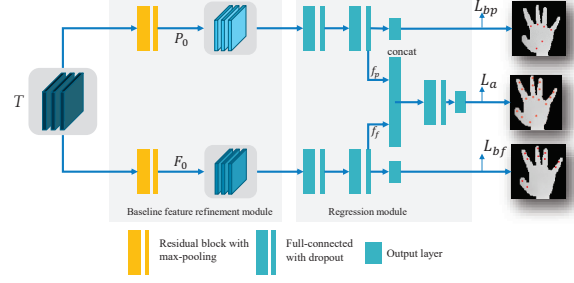 L_bp
P_0
concat
f_p
T
L_a
f_f
F_0
L_bf
Baseline feature refinement module
Regression module
Residual block with
max-pooling
Full-connected
with dropout
Output layer